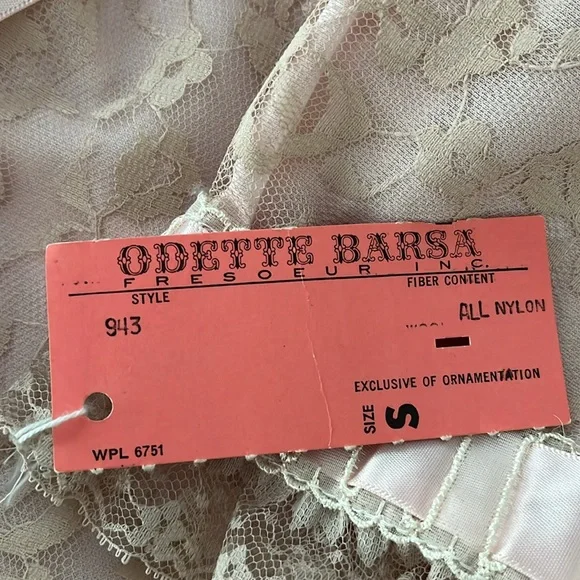 ODETTE BARSA
FRESOEUR INC.
STYLE
FIBER CONTENT
943
ALL NYLON
EXCLUSIVE OF ORNAMENTATION
SIZE S
WPL 6751